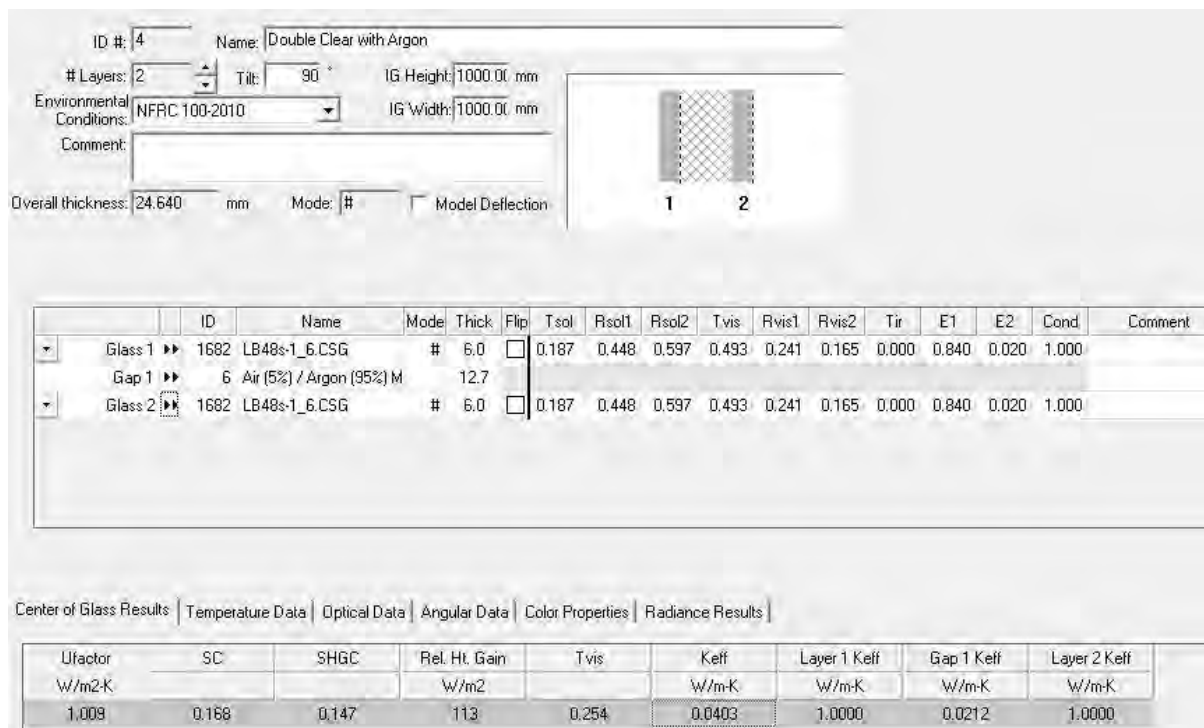 ID #: 4 Name: Double Clear with Argon
# Layers: 2 Tilt: 90 ° IG Height: 1000.0( mm
Environmental Conditions: NFRC 100-2010 IG Width: 1000.0( mm
Comment:
Overall thickness: 24.640 mm Mode: # Model Deflection
1 2
ID Name Mode Thick Flip Tsol Rsol1 Rsol2 Tvis Rvis1 Rvis2 Tir E1 E2 Cond Comment
Glass 1 ▸▸ 1682 LB48s-1_6.CSG # 6.0 0.187 0.448 0.597 0.493 0.241 0.165 0.000 0.840 0.020 1.000
Gap 1 ▸▸ 6 Air (5%) / Argon (95%) M 12.7
Glass 2 ▸▸ 1682 LB48s-1_6.CSG # 6.0 0.187 0.448 0.597 0.493 0.241 0.165 0.000 0.840 0.020 1.000
Center of Glass Results | Temperature Data | Optical Data | Angular Data | Color Properties | Radiance Results |
Ufactor SC SHGC Rel. Ht. Gain Tvis Keff Layer 1 Keff Gap 1 Keff Layer 2 Keff
W/m2-K W/m2 W/m-K W/m-K W/m-K W/m-K
1.009 0.168 0.147 113 0.254 0.0403 1.0000 0.0212 1.0000